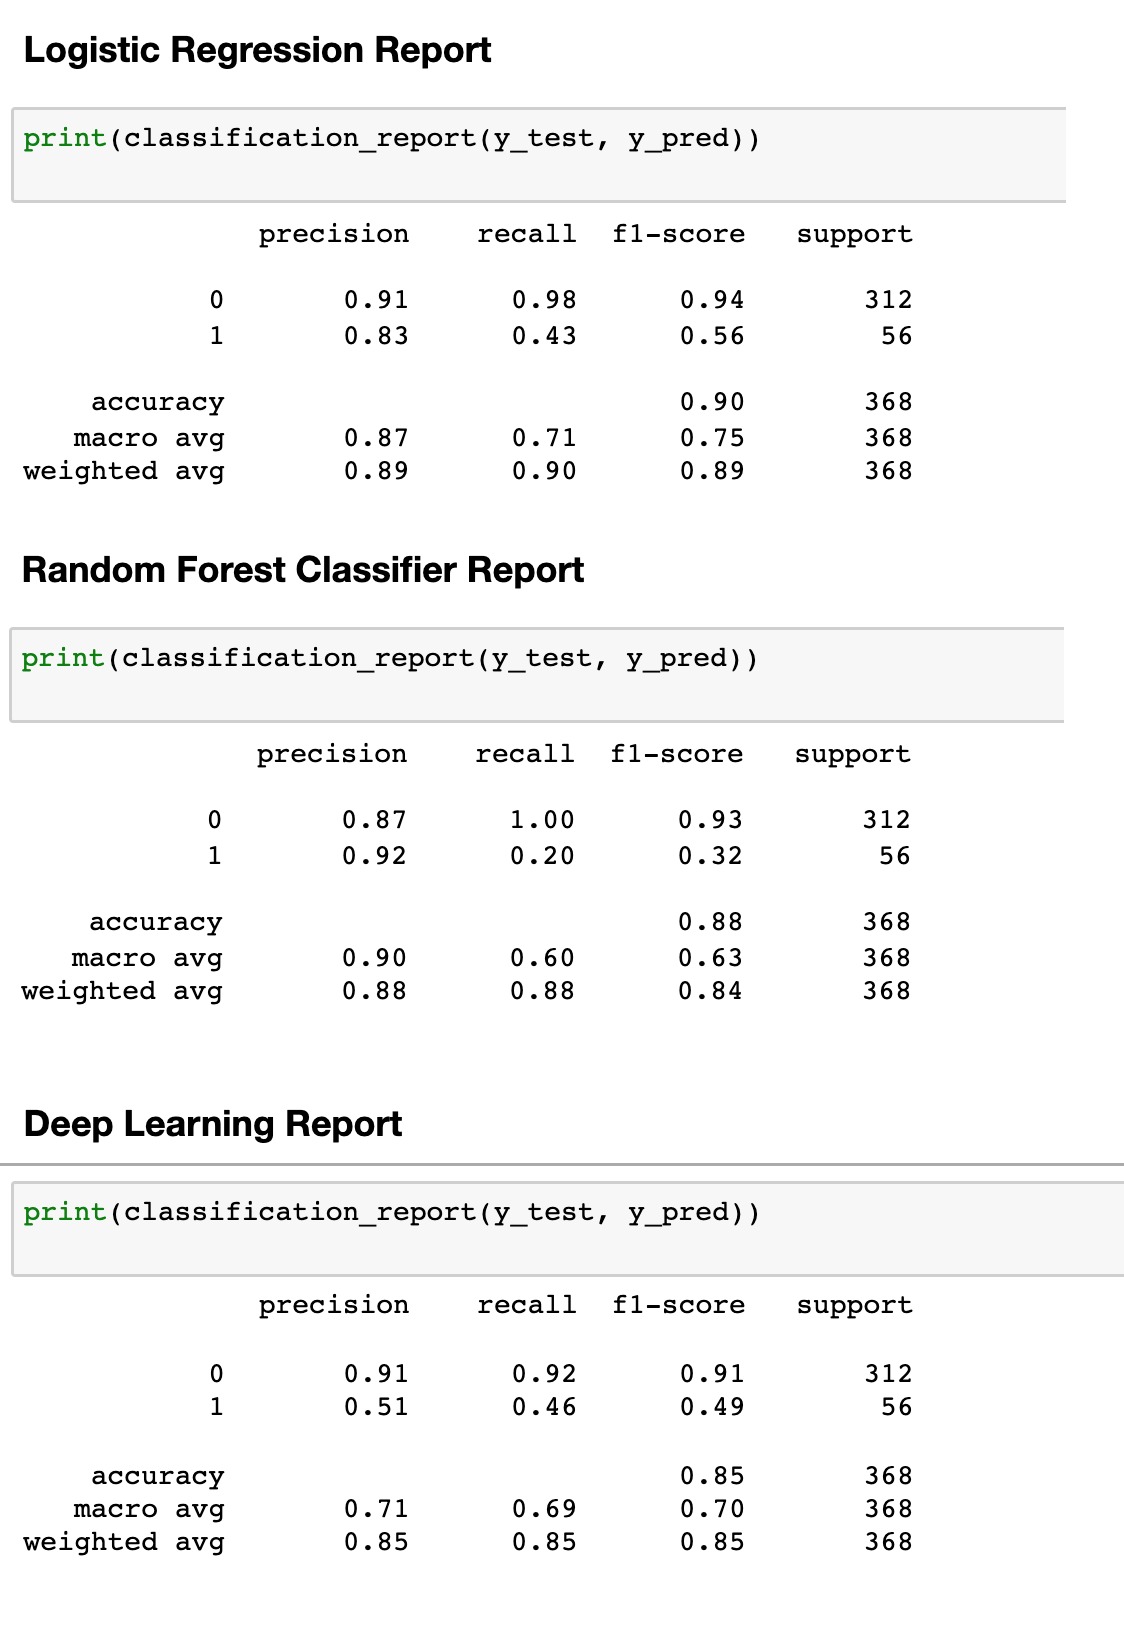 Logistic Regression Report
print(classification_report(y_test, y_pred))
precision recall f1-score support
0 0.91 0.98 0.94 312
1 0.83 0.43 0.56 56
accuracy 0.90 368
macro avg 0.87 0.71 0.75 368
weighted avg 0.89 0.90 0.89 368
Random Forest Classifier Report
print(classification_report(y_test, y_pred))
precision recall f1-score support
0 0.87 1.00 0.93 312
1 0.92 0.20 0.32 56
accuracy 0.88 368
macro avg 0.90 0.60 0.63 368
weighted avg 0.88 0.88 0.84 368
Deep Learning Report
print(classification_report(y_test, y_pred))
precision recall f1-score support
0 0.91 0.92 0.91 312
1 0.51 0.46 0.49 56
accuracy 0.85 368
macro avg 0.71 0.69 0.70 368
weighted avg 0.85 0.85 0.85 368